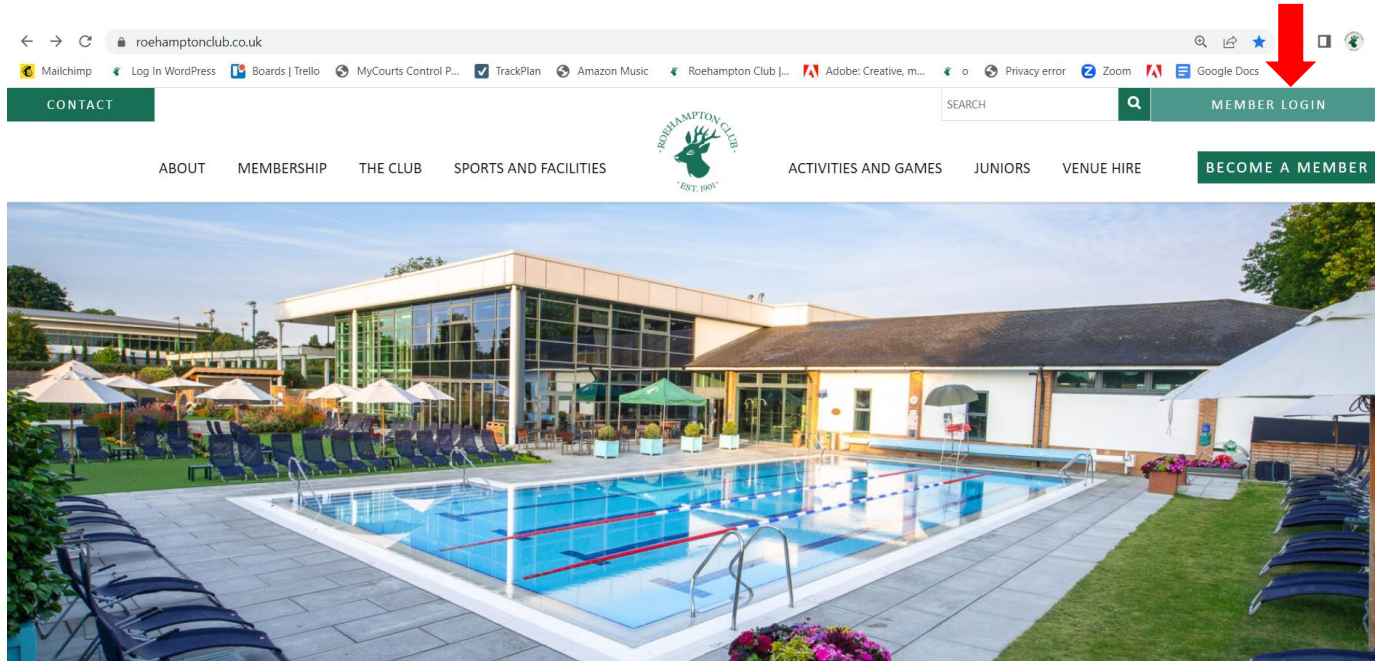 roehamptonclub.co.uk
Mailchimp Log In WordPress Boards | Trello MyCourts Control P... TrackPlan Amazon Music Roehampton Club |... Adobe: Creative, m... o Privacy error Zoom Google Docs
CONTACT
SEARCH
MEMBER LOGIN
ROEHAMPTON CLUB
EST. 1901
ABOUT MEMBERSHIP THE CLUB SPORTS AND FACILITIES ACTIVITIES AND GAMES JUNIORS VENUE HIRE BECOME A MEMBER